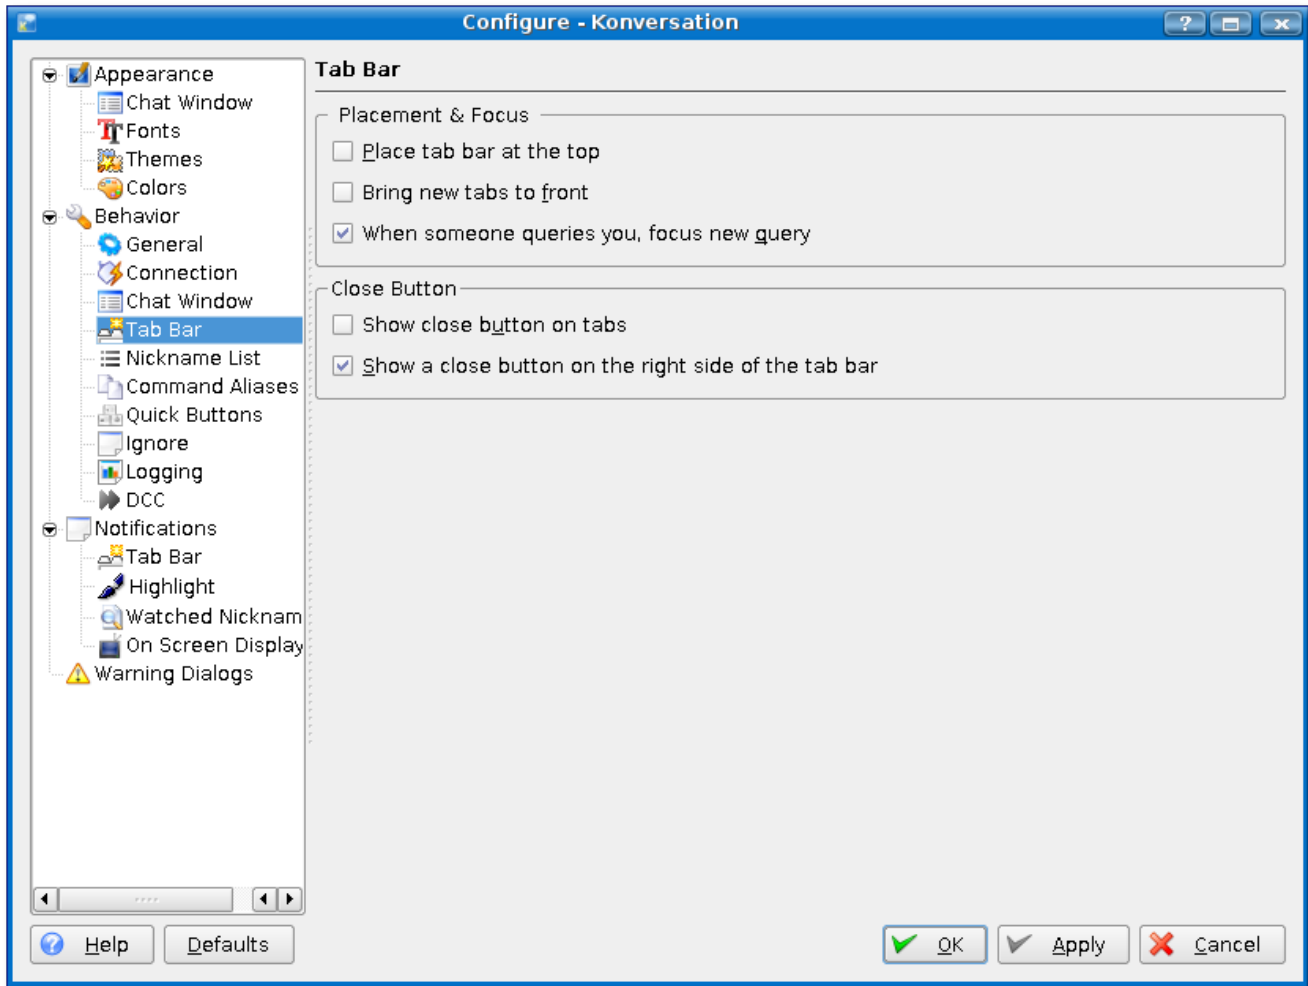 Configure - Konversation
?
Appearance
Chat Window
Fonts
Themes
Colors
Behavior
General
Connection
Chat Window
Tab Bar
Nickname List
Command Aliases
Quick Buttons
Ignore
Logging
DCC
Notifications
Tab Bar
Highlight
Watched Nicknam
On Screen Display
Warning Dialogs
Tab Bar
Placement & Focus
Place tab bar at the top
Bring new tabs to front
When someone queries you, focus new query
Close Button
Show close button on tabs
Show a close button on the right side of the tab bar
Help
Defaults
OK
Apply
Cancel